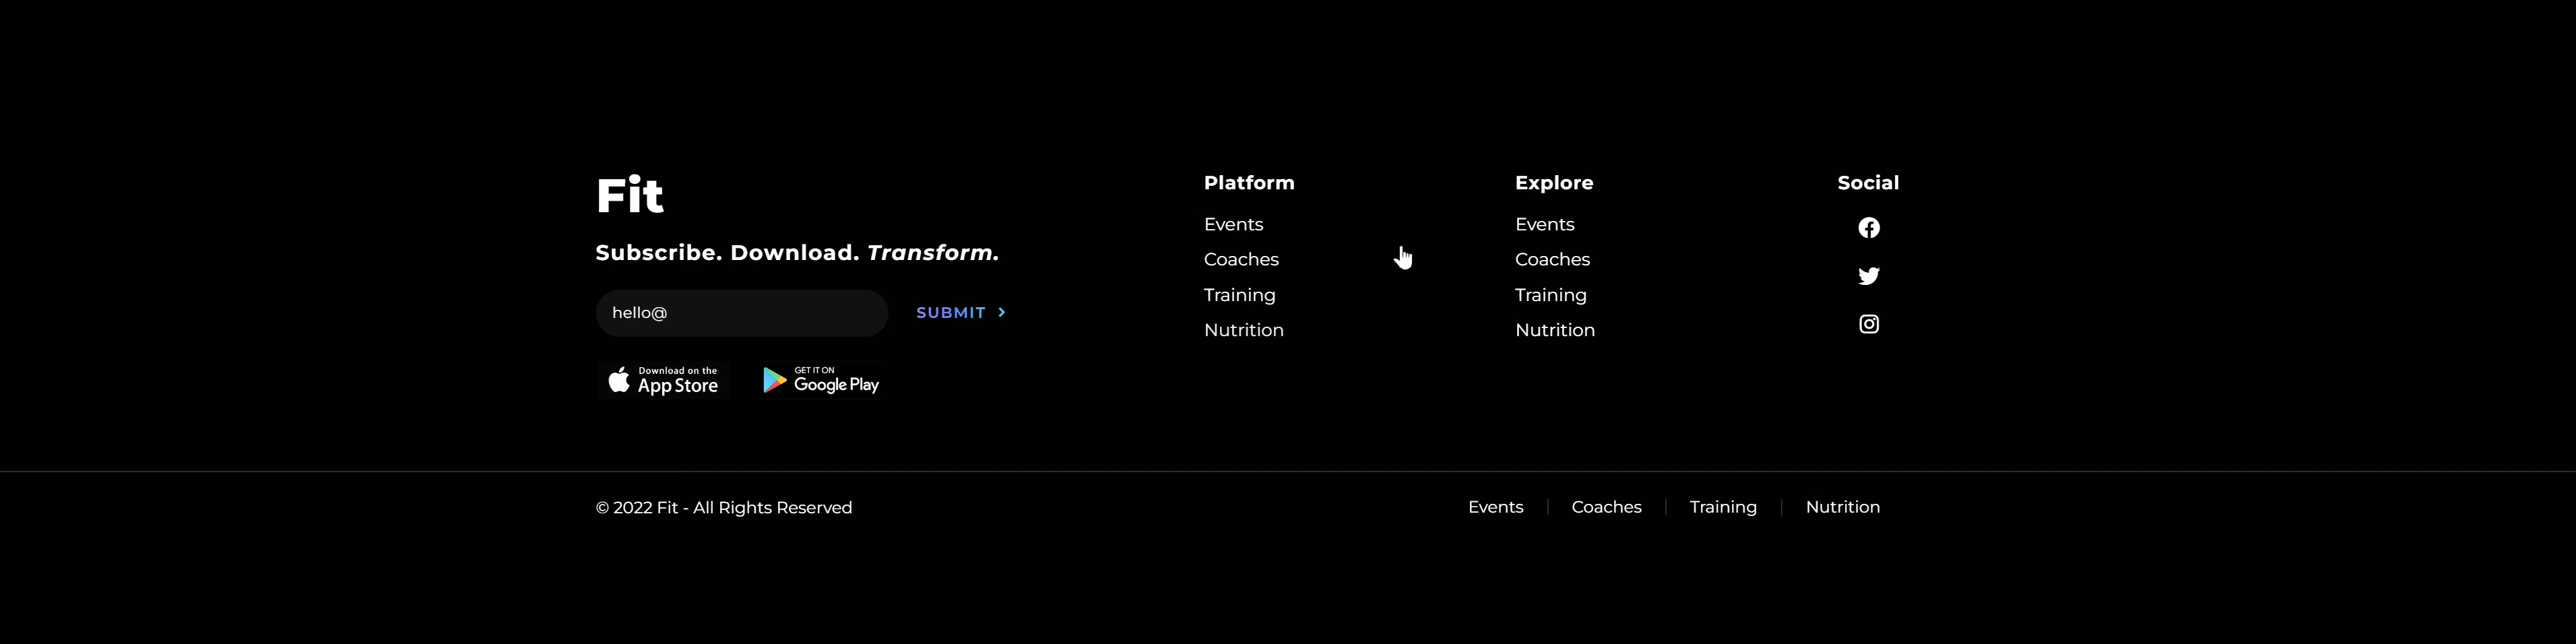 Fit
Subscribe. Download. Transform.
hello@
SUBMIT
Download on the
App Store
GET IT ON
Google Play
Platform
Events
Coaches
Training
Nutrition
Explore
Events
Coaches
Training
Nutrition
Social
© 2022 Fit - All Rights Reserved
Events | Coaches | Training | Nutrition